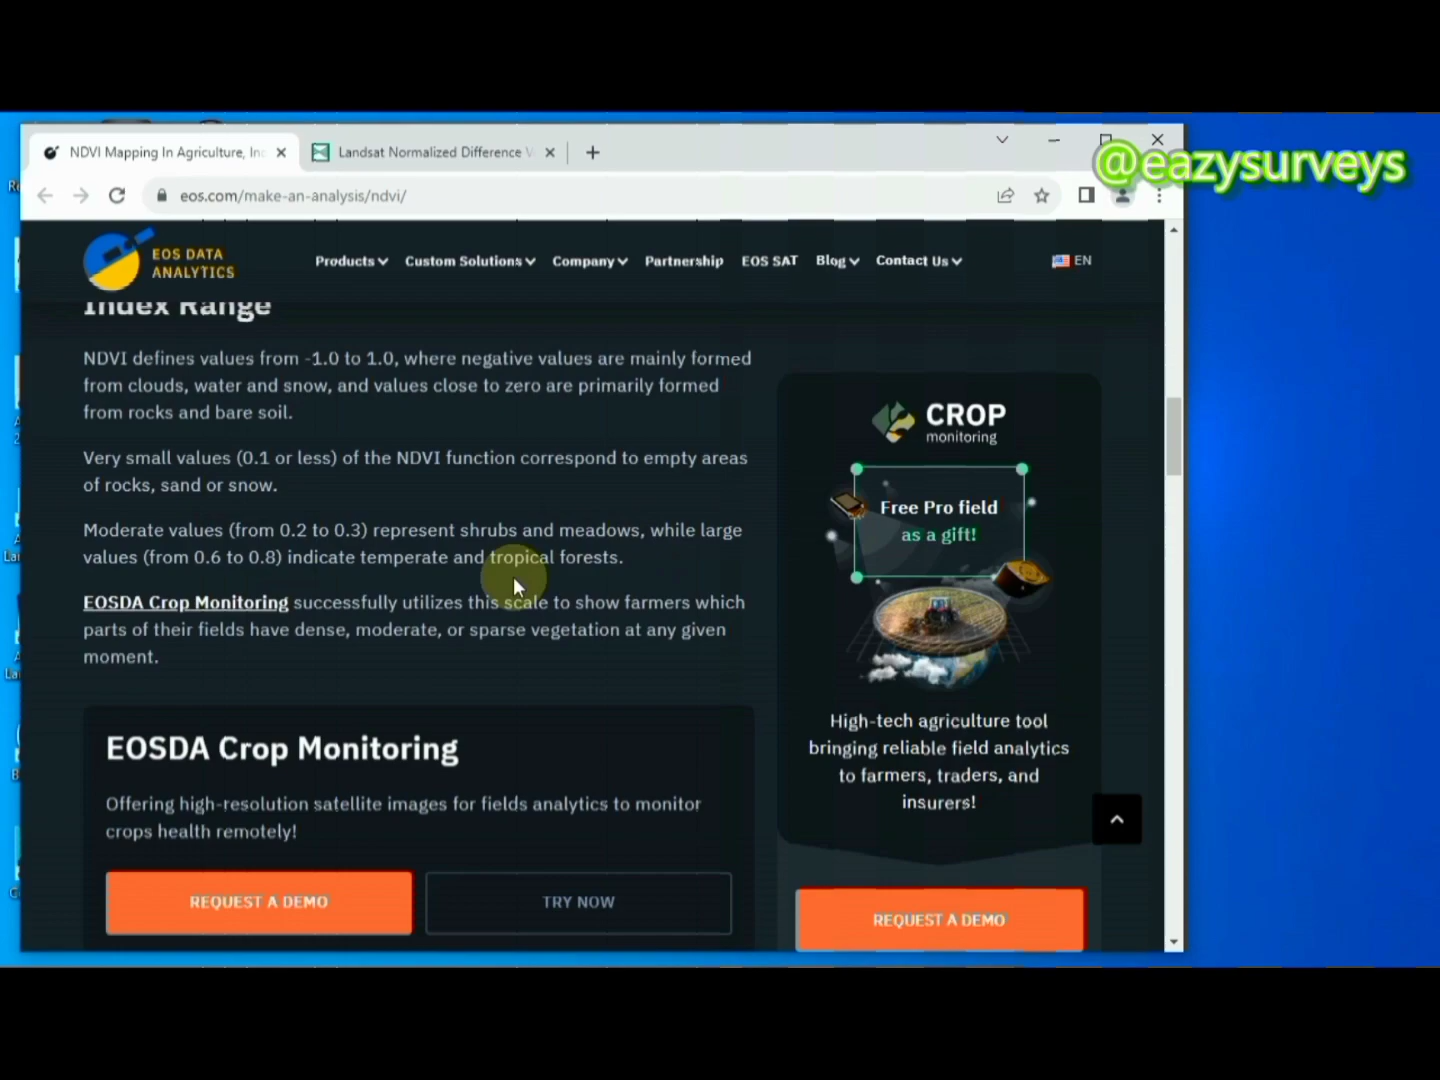 @eazysurveys
NDVI Mapping In Agriculture, In
Landsat Normalized Difference V
eos.com/make-an-analysis/ndvi/
EOS DATA
ANALYTICS
Products
Custom Solutions
Company
Partnership
EOS SAT
Blog
Contact Us
EN
Index Range
NDVI defines values from -1.0 to 1.0, where negative values are mainly formed
from clouds, water and snow, and values close to zero are primarily formed
from rocks and bare soil.
Very small values (0.1 or less) of the NDVI function correspond to empty areas
of rocks, sand or snow.
Moderate values (from 0.2 to 0.3) represent shrubs and meadows, while large
values (from 0.6 to 0.8) indicate temperate and tropical forests.
EOSDA Crop Monitoring successfully utilizes this scale to show farmers which
parts of their fields have dense, moderate, or sparse vegetation at any given
moment.
EOSDA Crop Monitoring
Offering high-resolution satellite images for fields analytics to monitor
crops health remotely!
REQUEST A DEMO
TRY NOW
CROP
monitoring
Free Pro field
as a gift!
High-tech agriculture tool
bringing reliable field analytics
to farmers, traders, and
insurers!
REQUEST A DEMO